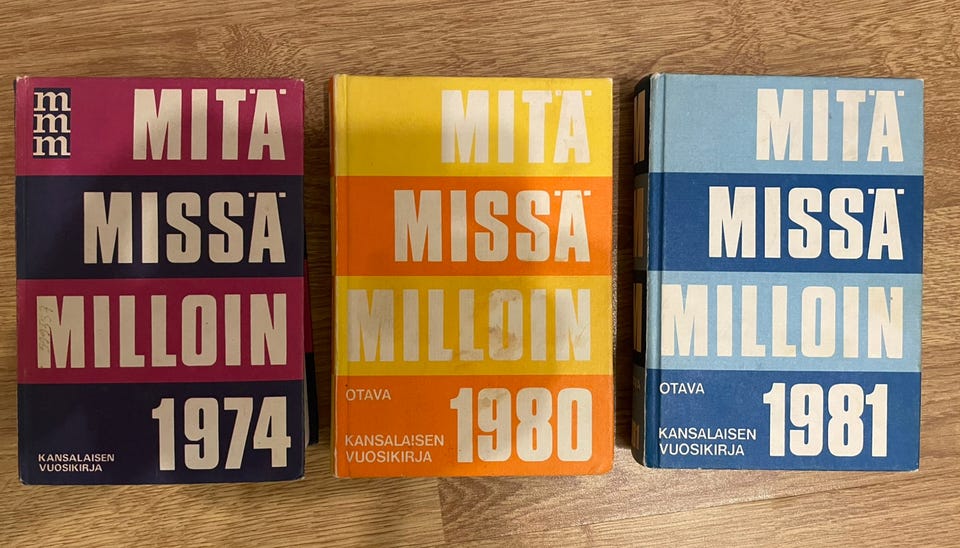 m
m
m
MITÄ
MISSÄ
MILLOIN
1974
KANSALAISEN
VUOSIKIRJA
MITÄ
MISSÄ
MILLOIN
OTAVA
1980
KANSALAISEN
VUOSIKIRJA
MITÄ
MISSÄ
MILLOIN
OTAVA
1981
KANSALAISEN
VUOSIKIRJA